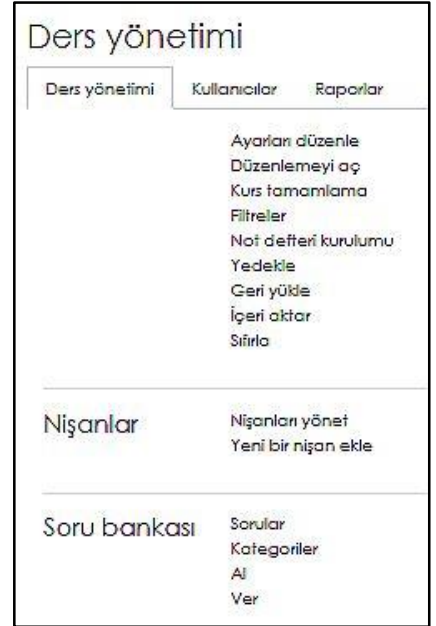 Ders yönetimi
Ders yönetimi Kullanıcılar Raporlar
Ayarları düzenle
Düzenlemeyi aç
Kurs tamamlama
Filtreler
Not defteri kurulumu
Yedekle
Geri yükle
İçeri aktar
Sıfırla
Nişanlar Nişanları yönet
Yeni bir nişan ekle
Soru bankası Sorular
Kategoriler
Al
Ver